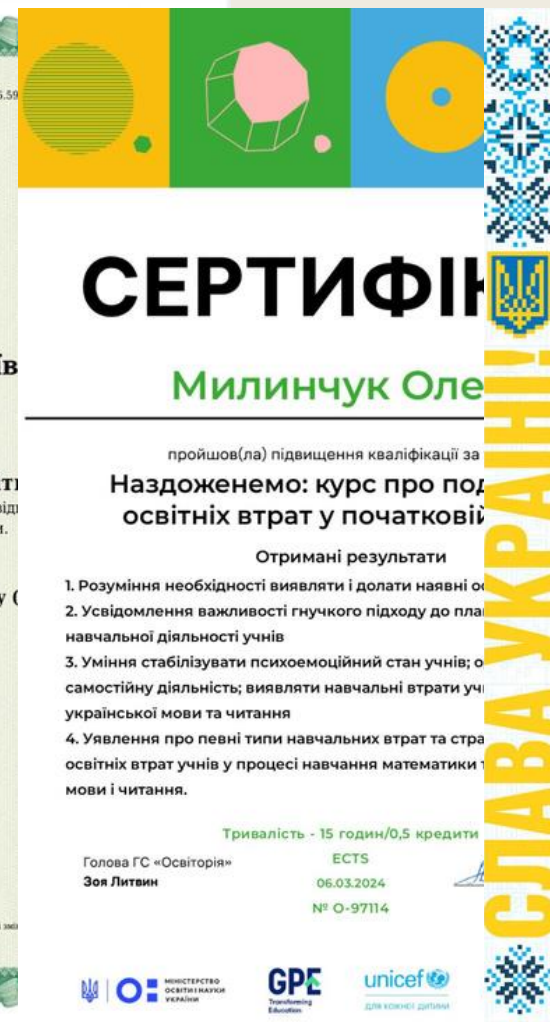 СЕРТИФІК
Милинчук Оле
пройшов(ла) підвищення кваліфікації за
Наздоженемо: курс про под
освітніх втрат у початковій
Отримані результати
1. Розуміння необхідності виявляти і долати наявні ос
2. Усвідомлення важливості гнучкого підходу до пла
навчальної діяльності учнів
3. Уміння стабілізувати психоемоційний стан учнів; о
самостійну діяльність; виявляти навчальні втрати уч
української мови та читання
4. Уявлення про певні типи навчальних втрат та стра
освітніх втрат учнів у процесі навчання математики т
мови і читання.
Тривалість - 15 годин/0,5 кредити
ECTS
06.03.2024
№ О-97114
Голова ГС «Освіторія»
Зоя Литвин
МІНІСТЕРСТВО
ОСВІТИ І НАУКИ
УКРАЇНИ
GPE
Transforming
Education
unicef
для кожної дитини
СЛАВА УКРАЇНІ!